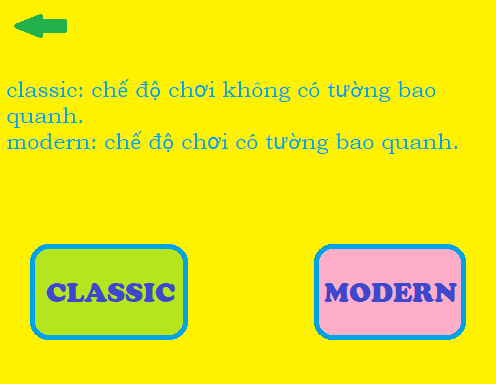 classic: chế độ chơi không có tường bao
quanh.
modern: chế độ chơi có tường bao quanh.
CLASSIC
MODERN